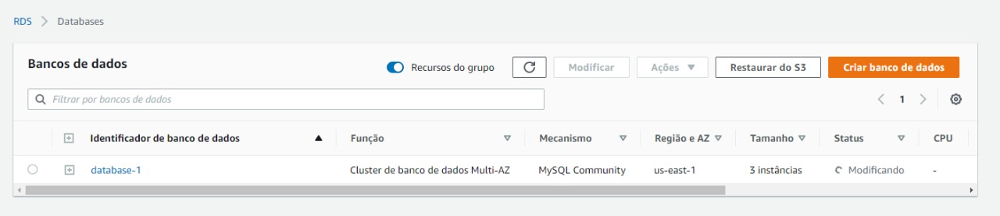 RDS > Databases
Bancos de dados Recursos do grupo Modificar Ações Restaurar do S3 Criar banco de dados
Filtrar por bancos de dados < 1 >
Identificador de banco de dados Função Mecanismo Região e AZ Tamanho Status CPU
database-1 Cluster de banco de dados Multi-AZ MySQL Community us-east-1 3 instâncias Modificando -